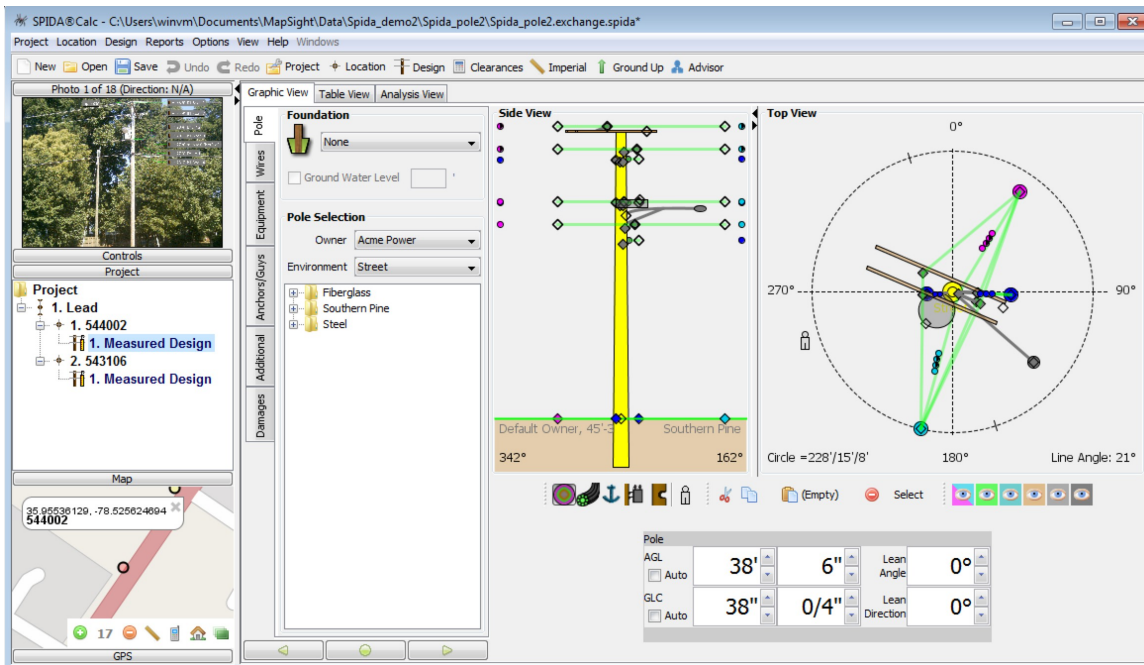 SPIDA®Calc - C:\Users\winvm\Documents\MapSight\Data\Spida_demo2\Spida_pole2\Spida_pole2.exchange.spida*
Project Location Design Reports Options View Help Windows
New Open Save Undo Redo Project Location Design Clearances Imperial Ground Up Advisor
Photo 1 of 18 (Direction: N/A)
Controls
Project
Project
1. Lead
1. 544002
1. Measured Design
2. 543106
1. Measured Design
Map
35.95536129, -78.525624694
544002
17
GPS
Graphic View Table View Analysis View
Pole
Wires
Equipment
Anchors/Guys
Additional
Damages
Foundation
None
Ground Water Level '
Pole Selection
Owner Acme Power
Environment Street
Fiberglass
Southern Pine
Steel
Side View
Default Owner, 45'-3 Southern Pine
342° 162°
Top View
0°
270° 90°
Circle =228'/15'/8' 180° Line Angle: 21°
(Empty) Select
Pole
AGL Auto 38' 6" Lean Angle 0°
GLC Auto 38" 0/4" Lean Direction 0°